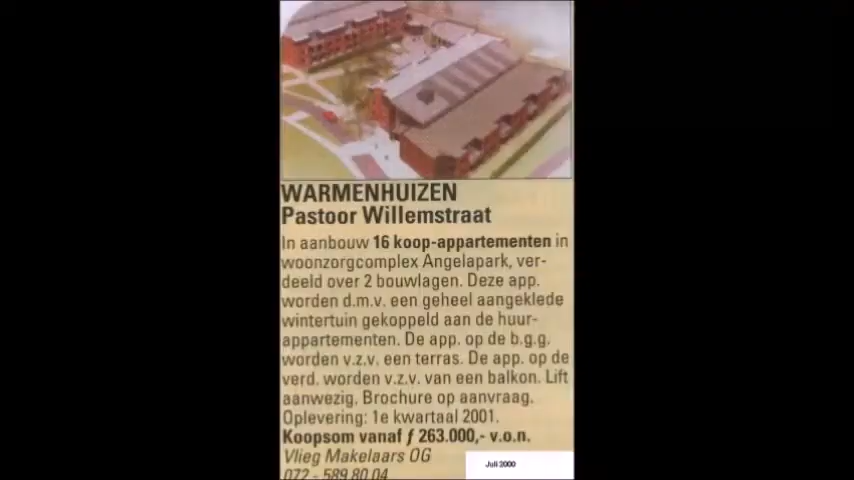 WARMENHUIZEN
Pastoor Willemstraat
In aanbouw 16 koop-appartementen in
woonzorgcomplex Angelapark, ver-
deeld over 2 bouwlagen. Deze app.
worden d.m.v. een geheel aangeklede
wintertuin gekoppeld aan de huur-
appartementen. De app. op de b.g.g.
worden v.z.v. een terras. De app. op de
verd. worden v.z.v. van een balkon. Lift
aanwezig. Brochure op aanvraag.
Oplevering: 1e kwartaal 2001.
Koopsom vanaf ƒ 263.000,- v.o.n.
Vlieg Makelaars OG
072 - 589 80 04
Juli 2000